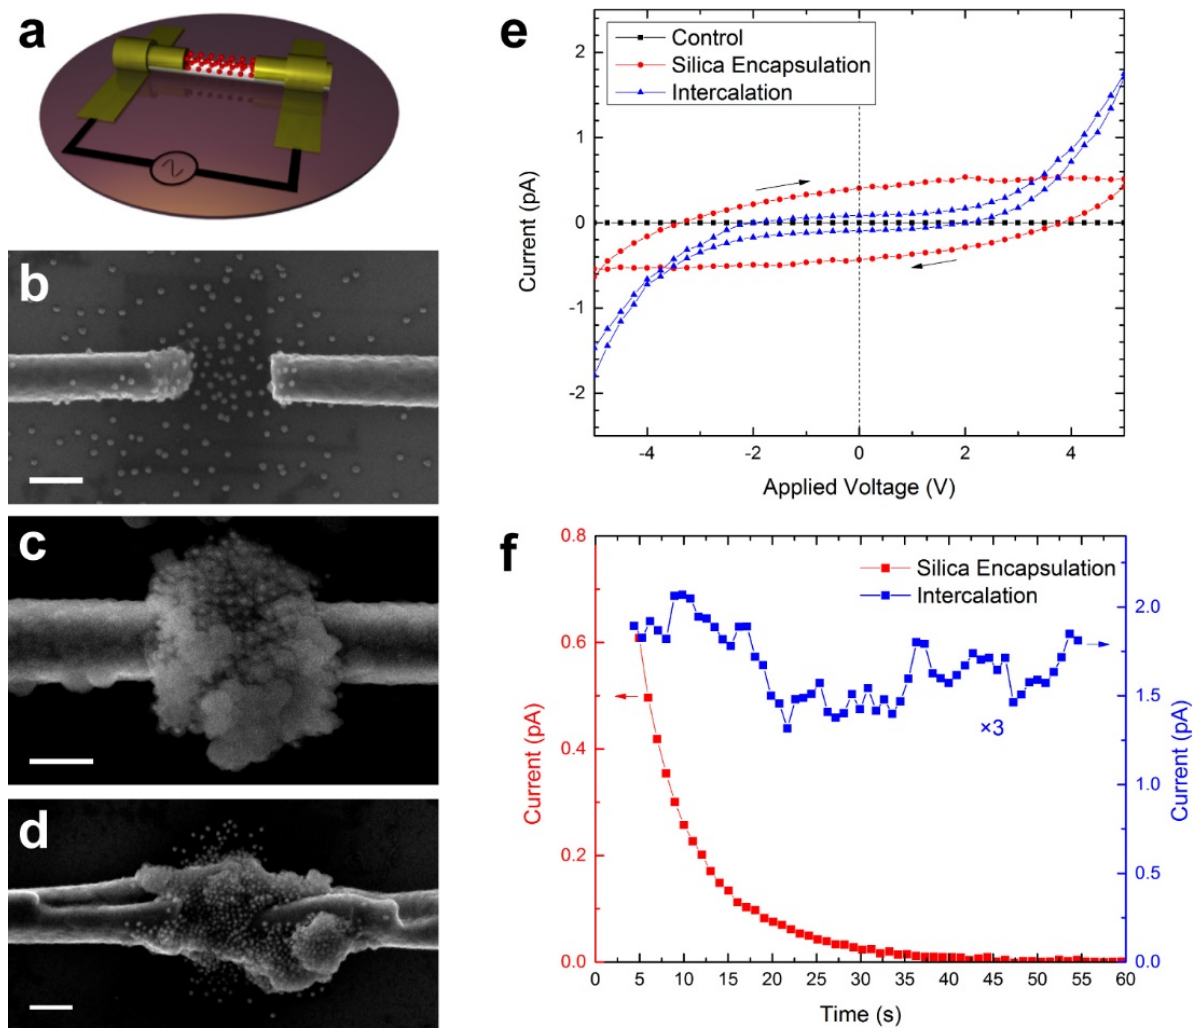 a
b
c
d
e
Control
Silica Encapsulation
Intercalation
2
1
0
-1
-2
Current (pA)
-4
-2
0
2
4
Applied Voltage (V)
f
Silica Encapsulation
Intercalation
×3
0.8
0.6
0.4
0.2
0.0
Current (pA)
2.0
1.5
1.0
0.5
0.0
Current (pA)
0
5
10
15
20
25
30
35
40
45
50
55
60
Time (s)